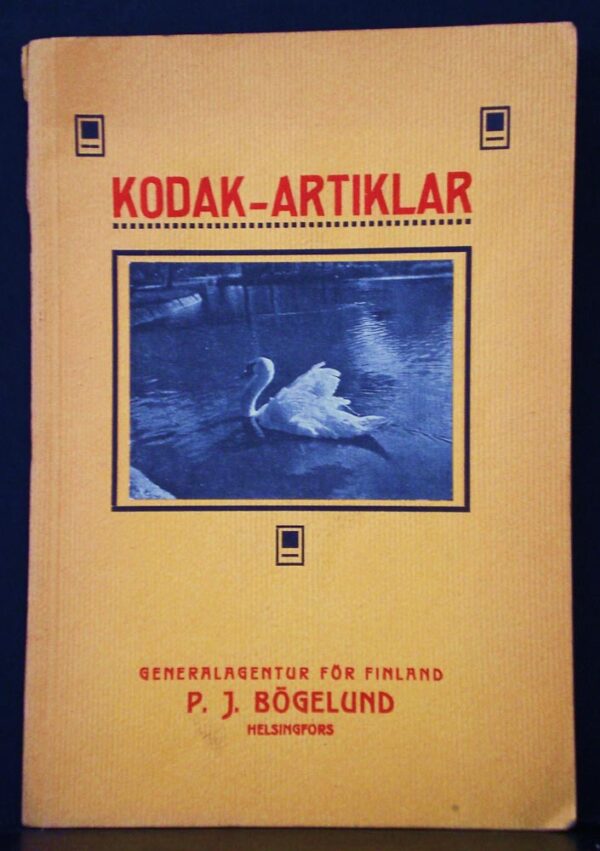 KODAK-ARTIKLAR
GENERALAGENTUR FÖR FINLAND
P. J. BÖGELUND
HELSINGFORS